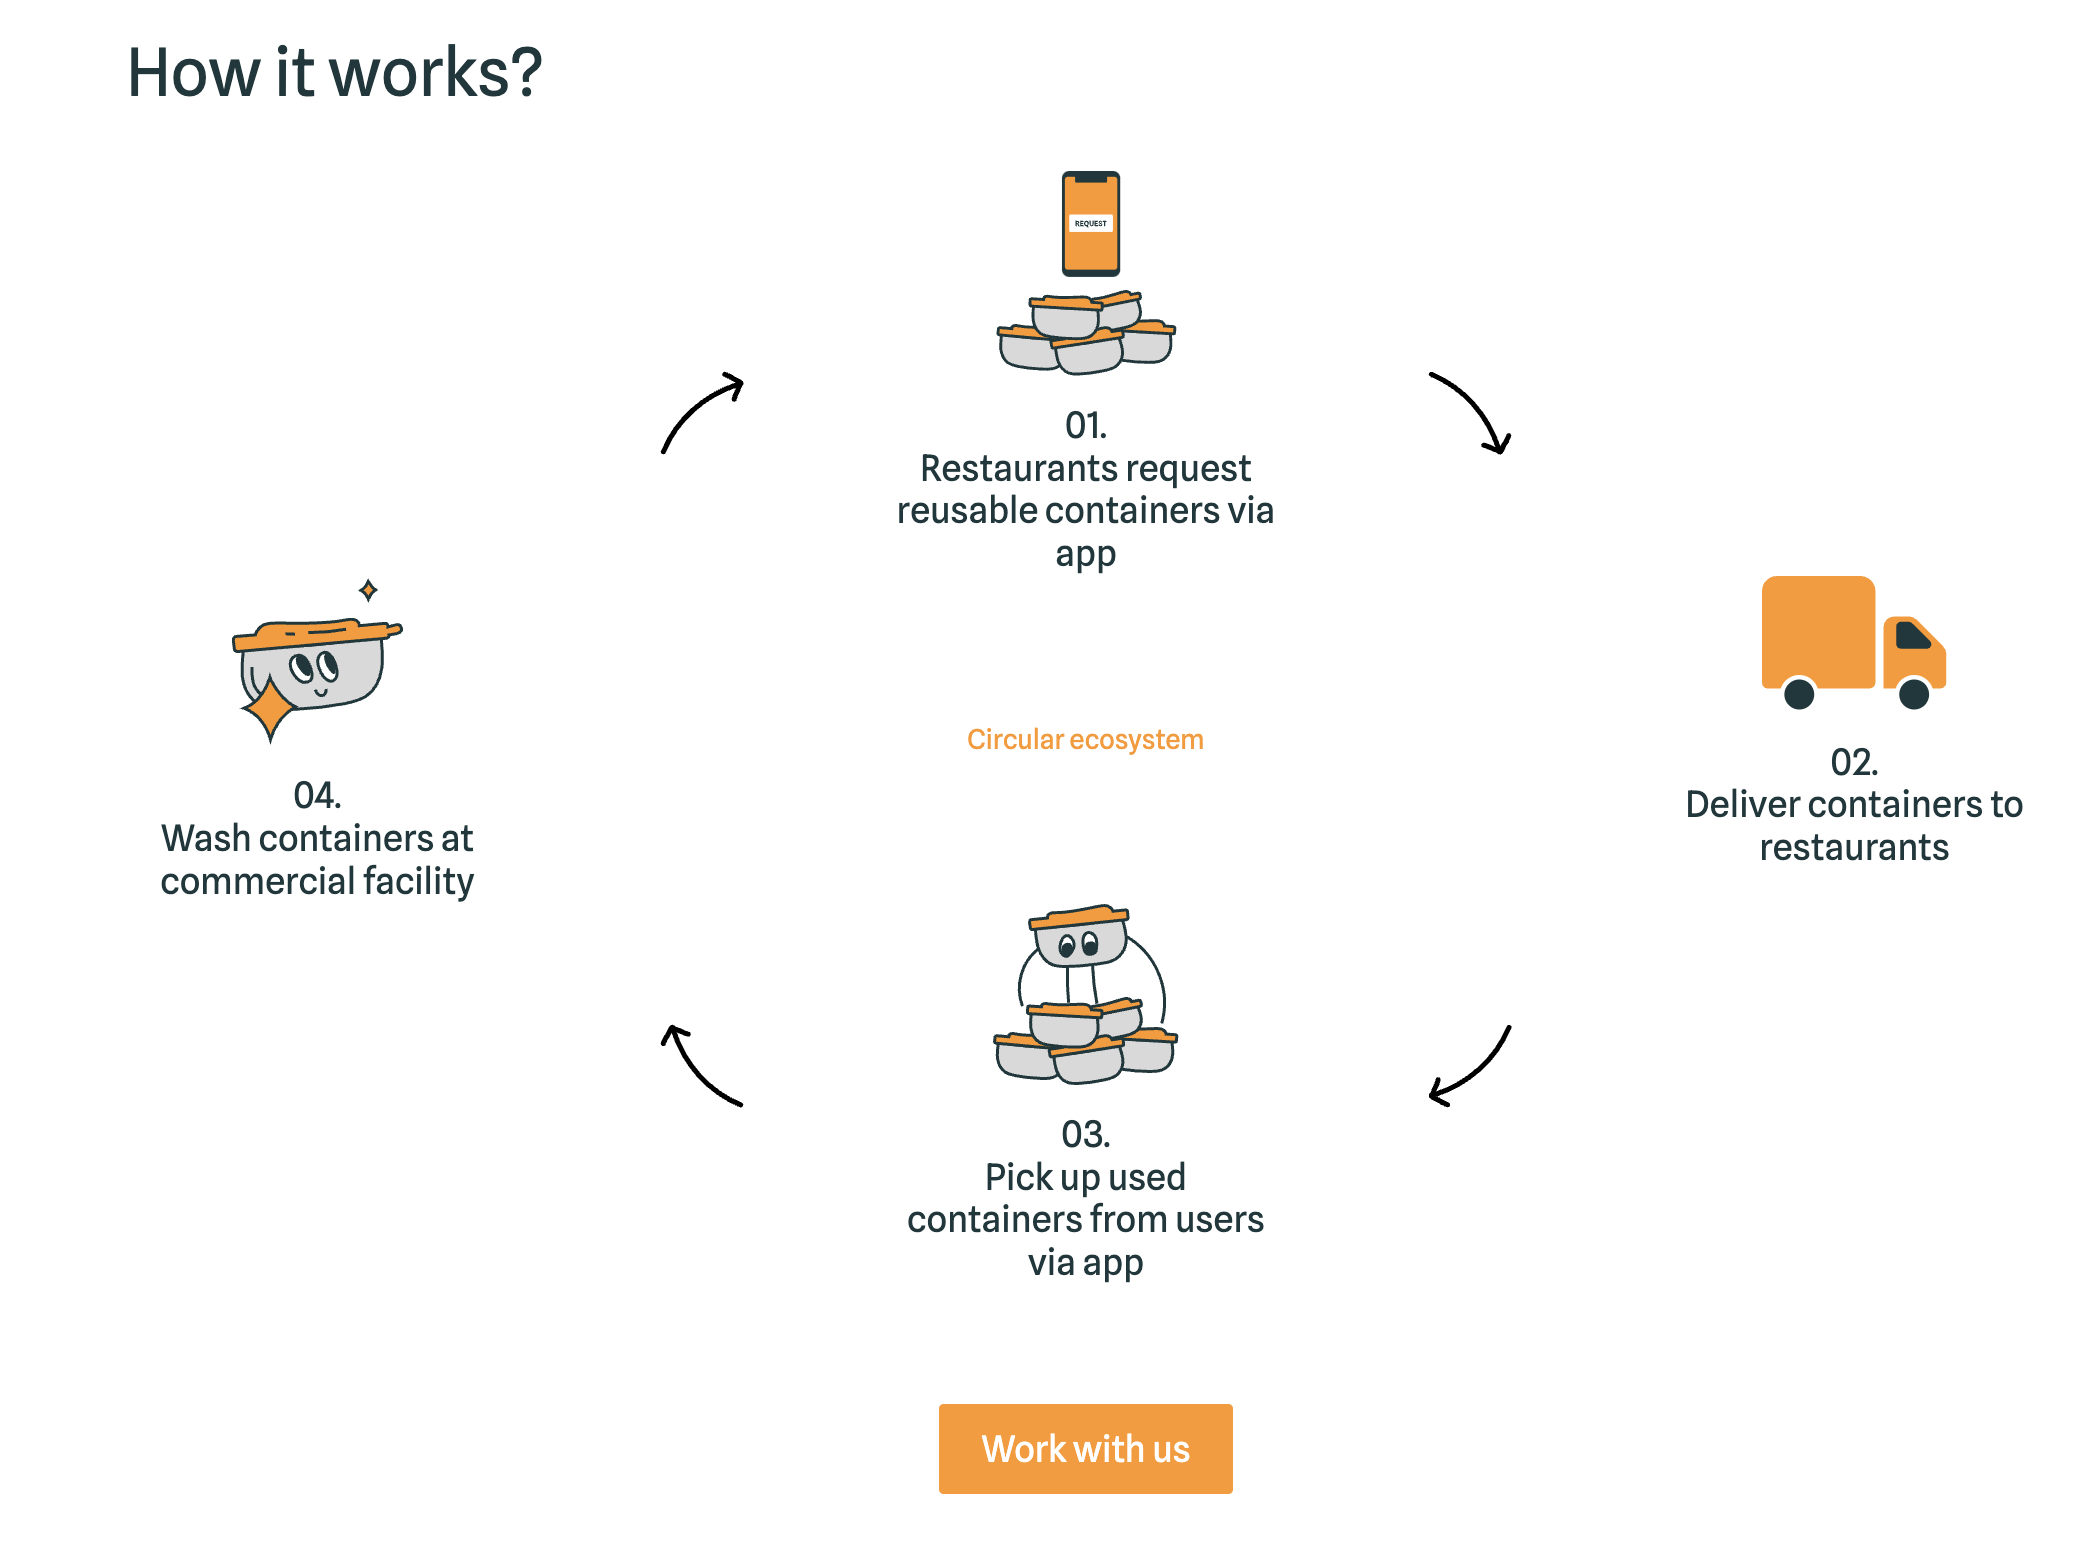 How it works?
REQUEST
01.
Restaurants request
reusable containers via
app
02.
Deliver containers to
restaurants
Circular ecosystem
04.
Wash containers at
commercial facility
03.
Pick up used
containers from users
via app
Work with us